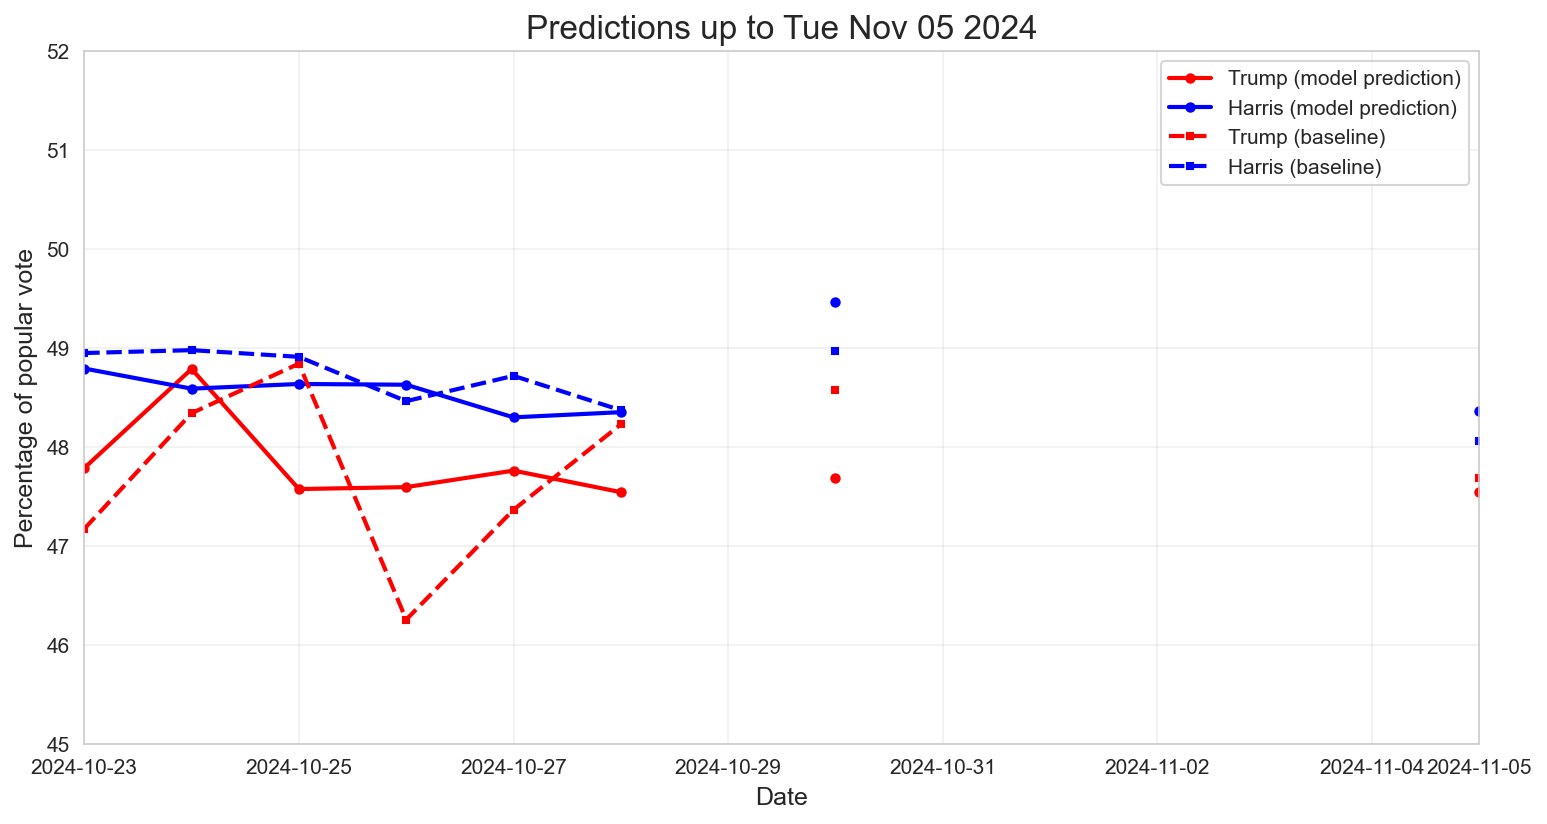 Predictions up to Tue Nov 05 2024
52
51
50
49
48
47
46
45
Percentage of popular vote
Trump (model prediction)
Harris (model prediction)
Trump (baseline)
Harris (baseline)
2024-10-23 2024-10-25 2024-10-27 2024-10-29 2024-10-31 2024-11-02 2024-11-04 2024-11-05
Date